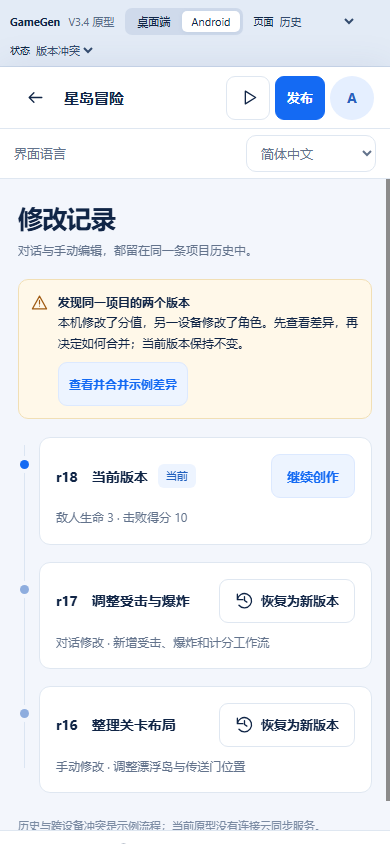 GameGen V3.4 原型 桌面端 Android 页面 历史
状态 版本冲突
星岛冒险 发布 A
界面语言 简体中文
修改记录
对话与手动编辑，都留在同一条项目历史中。
发现同一项目的两个版本
本机修改了分值，另一设备修改了角色。先查看差异，再
决定如何合并；当前版本保持不变。
查看并合并示例差异
r18 当前版本 当前 继续创作
敌人生命 3 · 击败得分 10
r17 调整受击与爆炸 恢复为新版本
对话修改 · 新增受击、爆炸和计分工作流
r16 整理关卡布局 恢复为新版本
手动修改 · 调整漂浮岛与传送门位置
历史与跨设备冲突是示例流程；当前原型没有连接云同步服务。